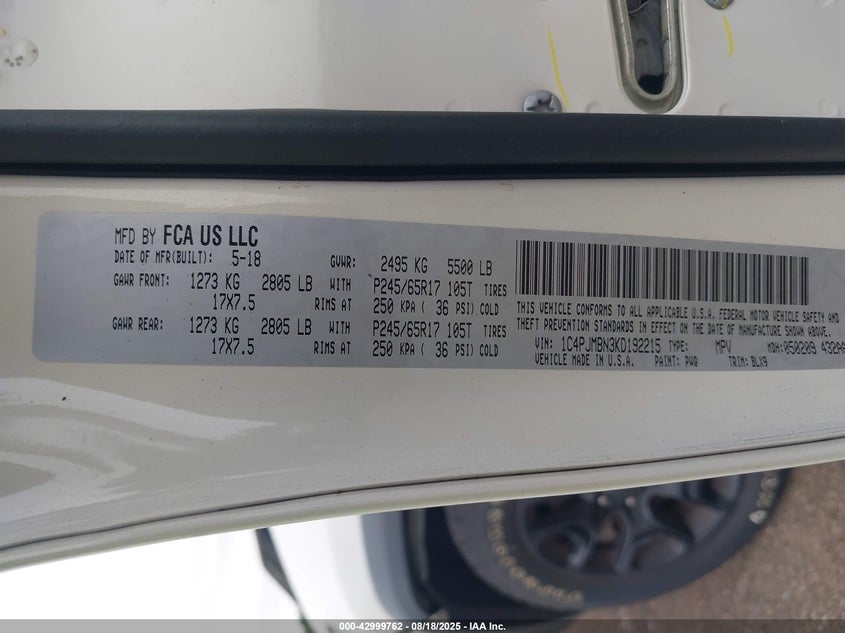 MFD BY FCA US LLC
DATE OF MFR(BUILT): 5-18 GVWR: 2495 KG 5500 LB
GAWR FRONT: 1273 KG 2805 LB WITH P245/65R17 105T TIRES
17X7.5 RIMS AT 250 KPA ( 36 PSI) COLD
GAWR REAR: 1273 KG 2805 LB WITH P245/65R17 105T TIRES
17X7.5 RIMS AT 250 KPA ( 36 PSI) COLD
THIS VEHICLE CONFORMS TO ALL APPLICABLE U.S.A. FEDERAL MOTOR VEHICLE SAFETY AND
THEFT PREVENTION STANDARDS IN EFFECT ON THE DATE OF MANUFACTURE SHOWN ABOVE.
VIN: 1C4PJMBN3KD192215 TYPE: MPV MDH: 050209 432AA
VEHICLE MADE IN U.S.A. PAINT: PWQ TRIM: BLX9
000-42999762 - 08/18/2025 - IAA Inc.